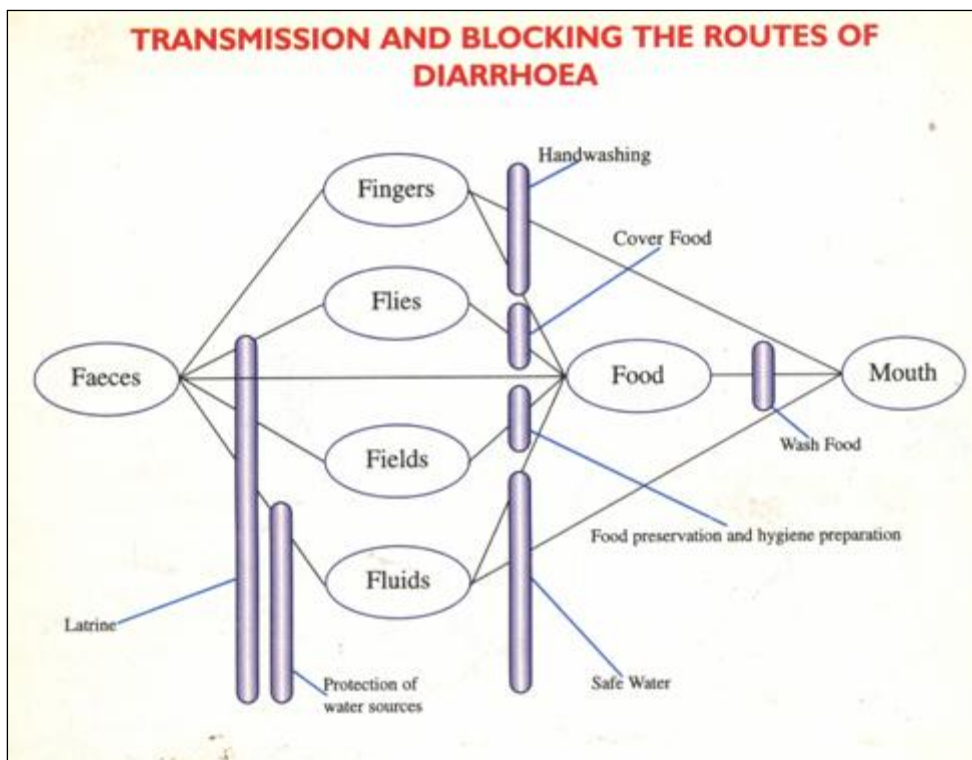 TRANSMISSION AND BLOCKING THE ROUTES OF
DIARRHOEA
Handwashing
Fingers
Cover Food
Flies
Faeces
Food
Mouth
Wash Food
Fields
Food preservation and hygiene preparation
Fluids
Latrine
Protection of
water sources
Safe Water